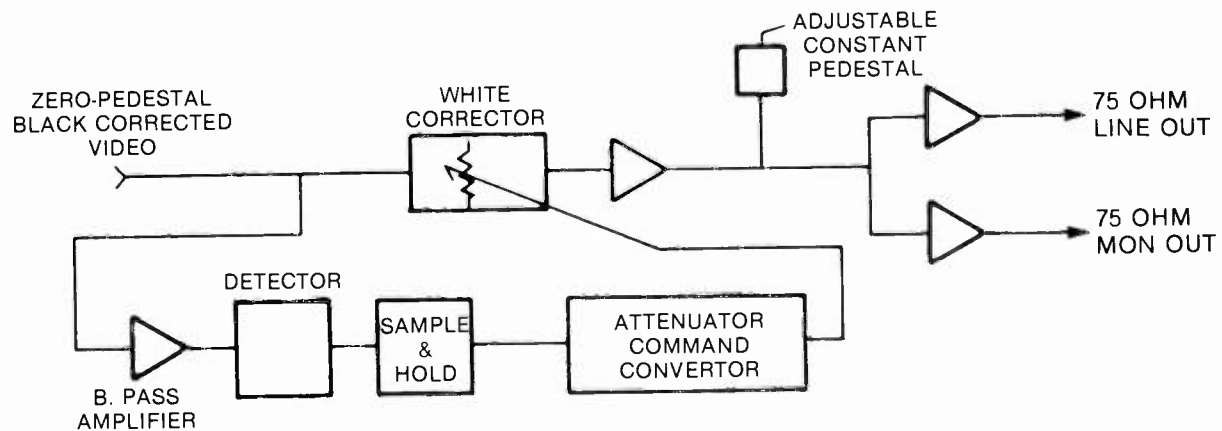 ADJUSTABLE
CONSTANT
PEDESTAL
ZERO-PEDESTAL
BLACK CORRECTED
VIDEO
WHITE
CORRECTOR
75 OHM
LINE OUT
75 OHM
MON OUT
DETECTOR
SAMPLE
&
HOLD
ATTENUATOR
COMMAND
CONVERTOR
B. PASS
AMPLIFIER